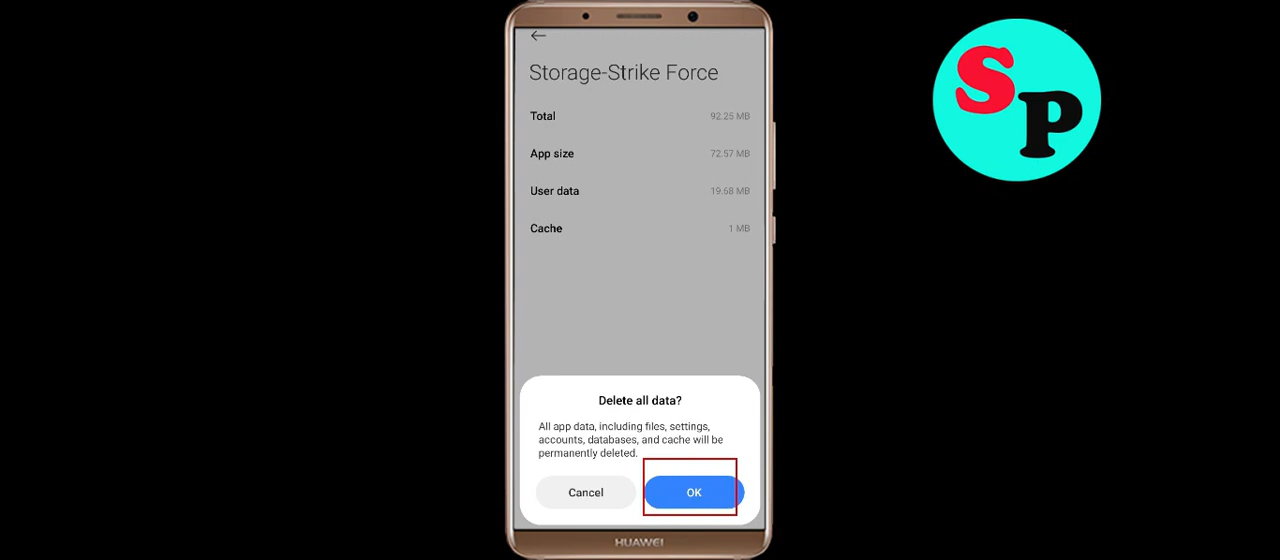 Storage-Strike Force
Total 92.25 MB
App size 72.57 MB
User data 19.68 MB
Cache 1 MB
Delete all data?
All app data, including files, settings,
accounts, databases, and cache will be
permanently deleted.
Cancel OK
HUAWEI
SP